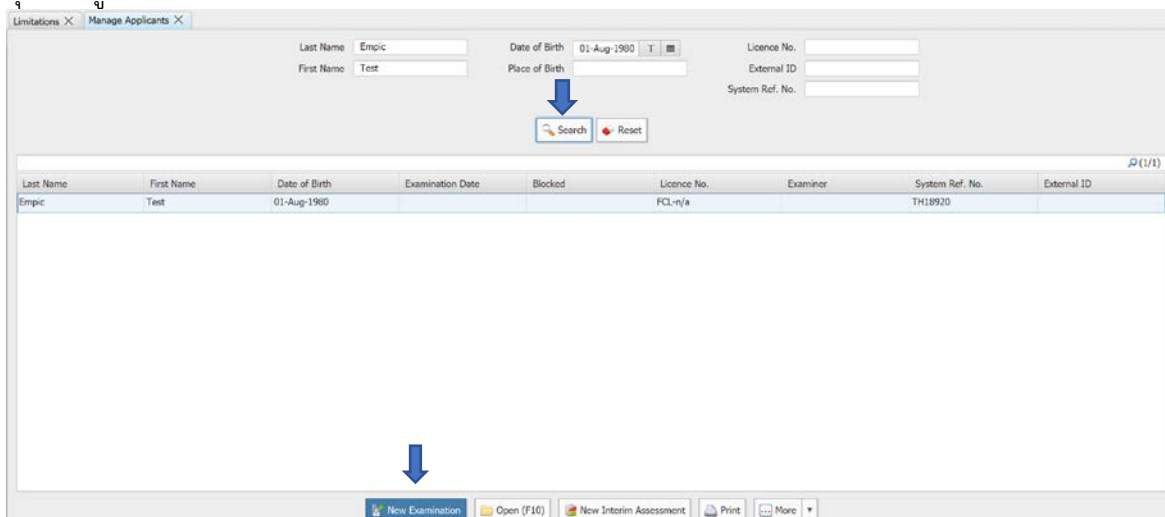 Limitations X Manage Applicants X
Last Name Empic Date of Birth 01-Aug-1980 T Licence No.
First Name Test Place of Birth External ID
System Ref. No.
Search Reset
(1/1)
Last Name First Name Date of Birth Examination Date Blocked Licence No. Examiner System Ref. No. External ID
Empic Test 01-Aug-1980 FCL-n/a TH18920
New Examination Open (F10) New Interim Assessment Print ... More